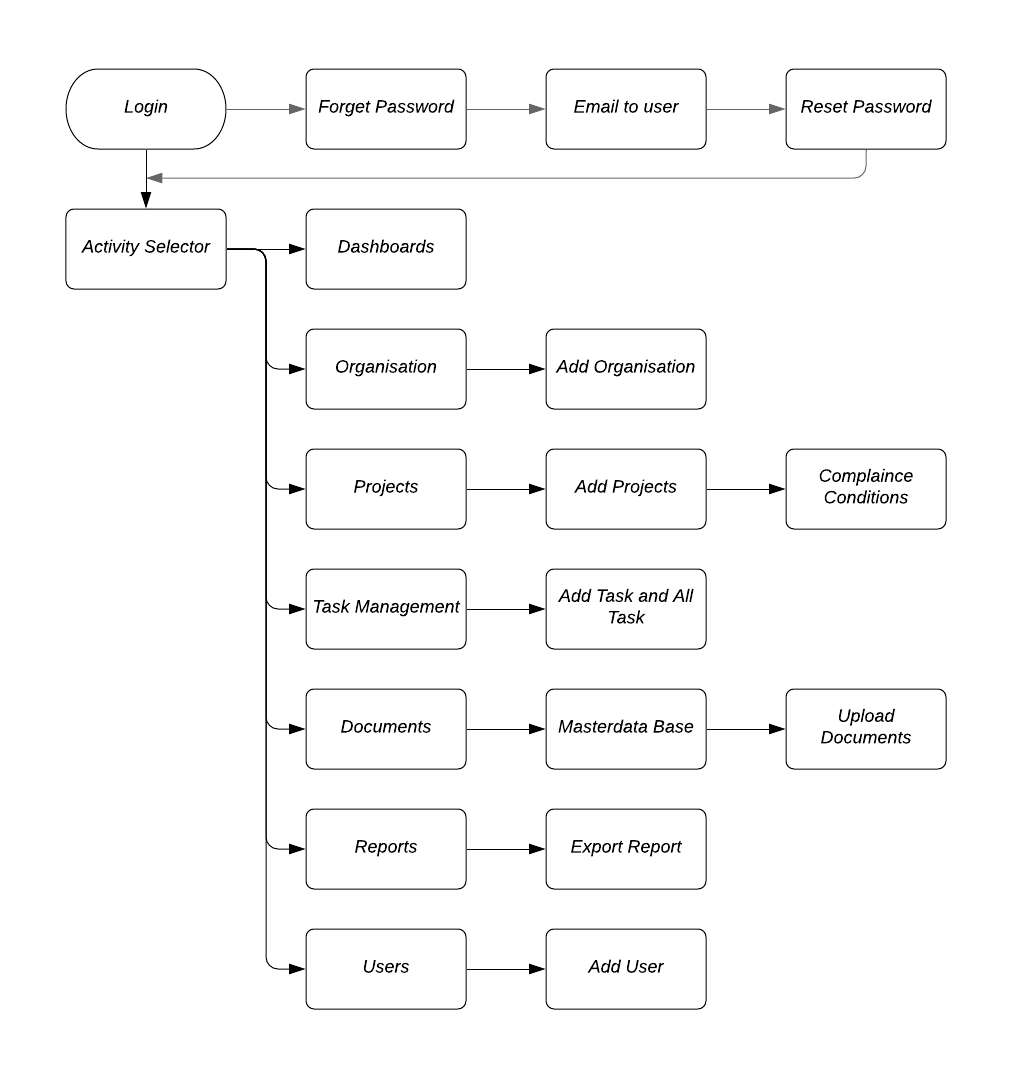 Login
Forget Password
Email to user
Reset Password
Activity Selector
Dashboards
Organisation
Add Organisation
Projects
Add Projects
Complaince
Conditions
Task Management
Add Task and All
Task
Documents
Masterdata Base
Upload
Documents
Reports
Export Report
Users
Add User